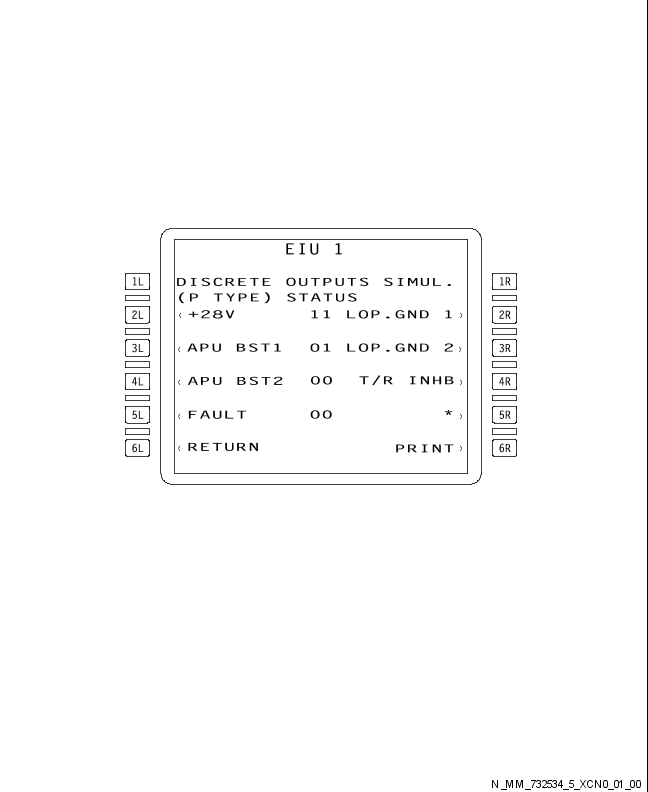 EIU 1
1L DISCRETE OUTPUTS SIMUL. 1R
(P TYPE) STATUS
2L ‹ +28V 11 LOP.GND 1 › 2R
3L ‹ APU BST1 01 LOP.GND 2 › 3R
4L ‹ APU BST2 00 T/R INHB › 4R
5L ‹ FAULT 00 * › 5R
6L ‹ RETURN PRINT › 6R
N_MM_732534_5_XCN0_01_00